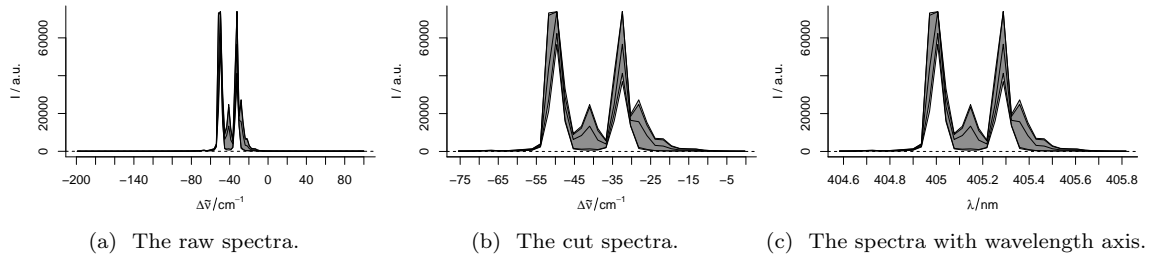 I / a.u.
0 20000 60000
−200 −140 −80 −40 0 40 80
Δν̃/cm⁻¹
(a) The raw spectra.
I / a.u.
0 20000 60000
−75 −65 −55 −45 −35 −25 −15 −5
Δν̃/cm⁻¹
(b) The cut spectra.
I / a.u.
0 20000 60000
404.6 404.8 405 405.2 405.4 405.6 405.8
λ/nm
(c) The spectra with wavelength axis.